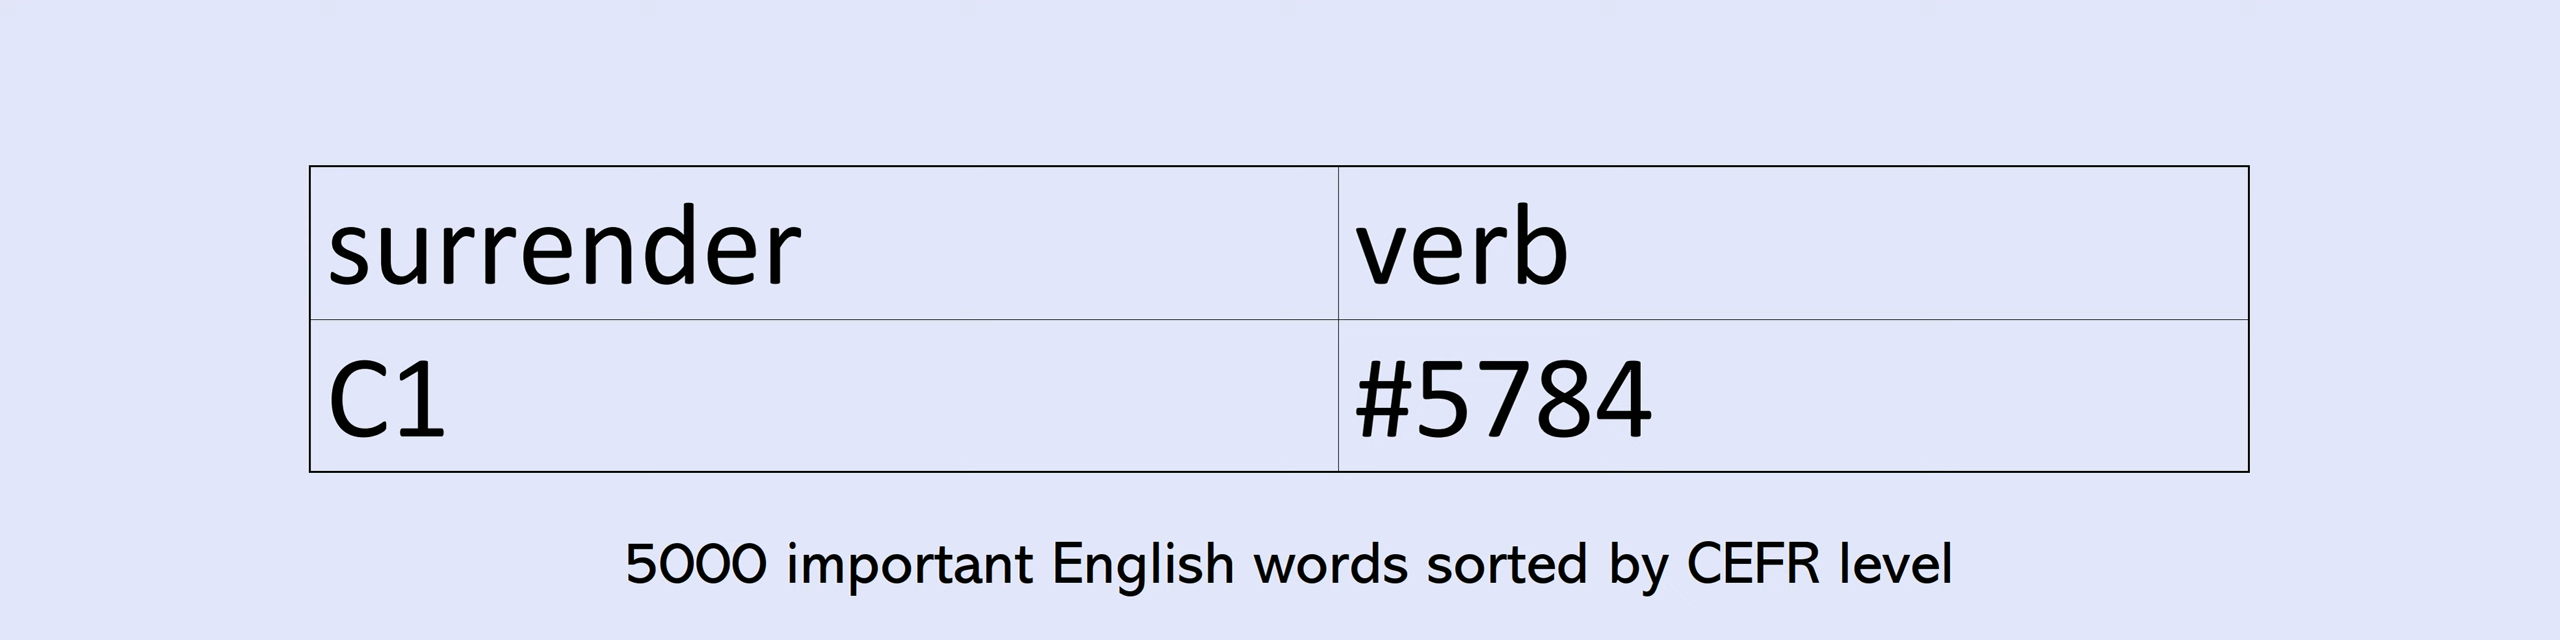 surrender verb
C1 #5784
5000 important English words sorted by CEFR level